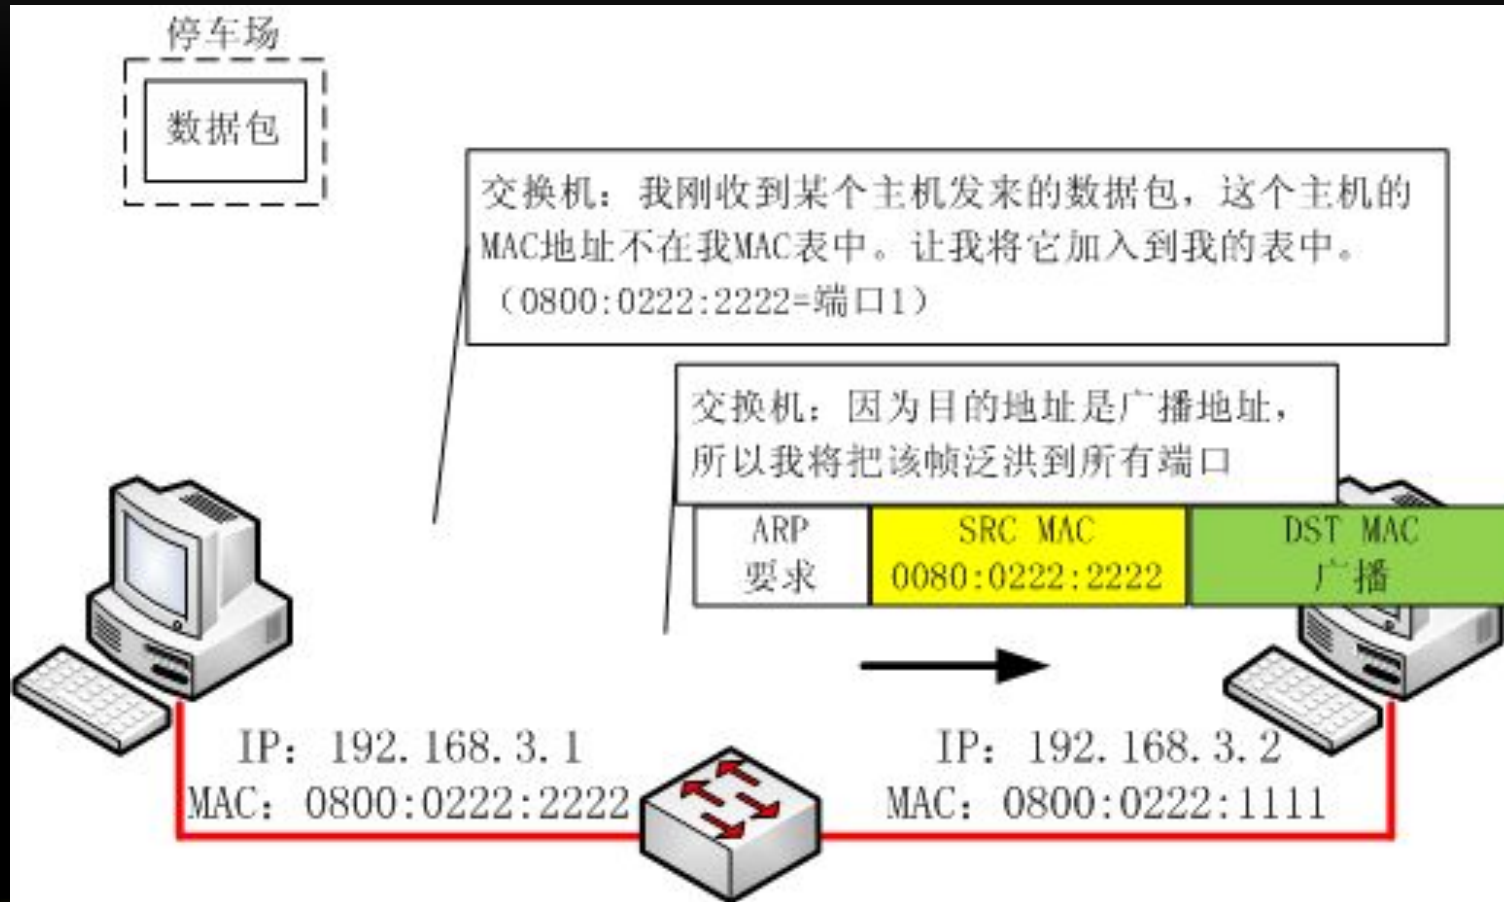 停车场
数据包
交换机：我刚收到某个主机发来的数据包，这个主机的
MAC地址不在我MAC表中。让我将它加入到我的表中。
（0800:0222:2222=端口1）
交换机：因为目的地址是广播地址，
所以我将把该帧泛洪到所有端口
ARP
要求
SRC MAC
0080:0222:2222
DST MAC
广播
IP：192.168.3.1
MAC：0800:0222:2222
IP：192.168.3.2
MAC：0800:0222:1111